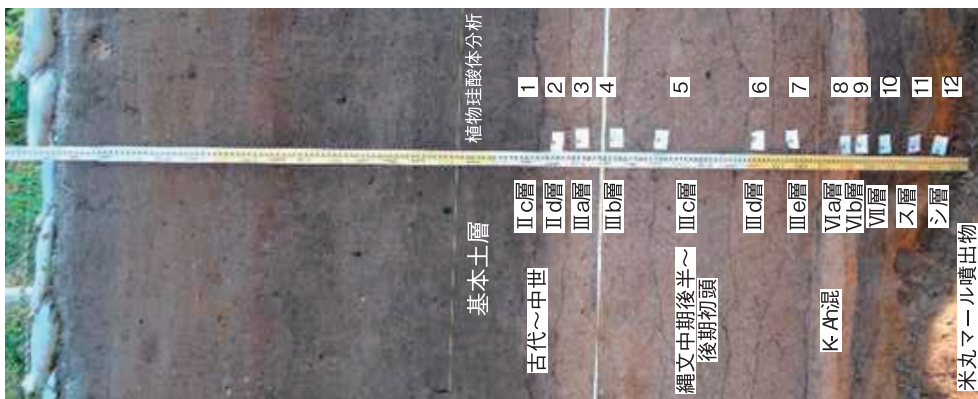 植物珪酸体分析
基本土層
1
2
3
4
5
6
7
8
9
10
11
12
Ⅱc層
Ⅱd層
Ⅲa層
Ⅲb層
Ⅲc層
Ⅲd層
Ⅲe層
Ⅵa層
Ⅵb層
Ⅶ層
ス層
シ層
古代～中世
縄文中期後半～
後期初頭
K-Ah混
米丸マール噴出物